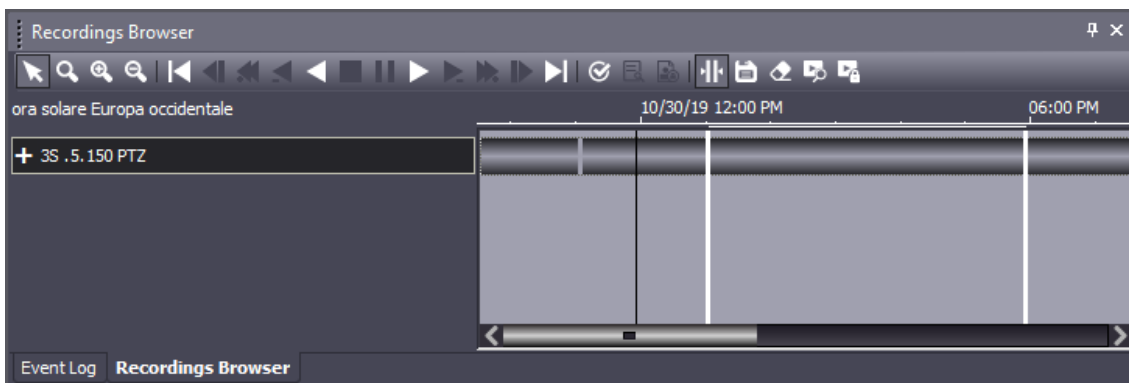 Recordings Browser
ora solare Europa occidentale
10/30/19 12:00 PM
06:00 PM
3S .5.150 PTZ
Event Log
Recordings Browser